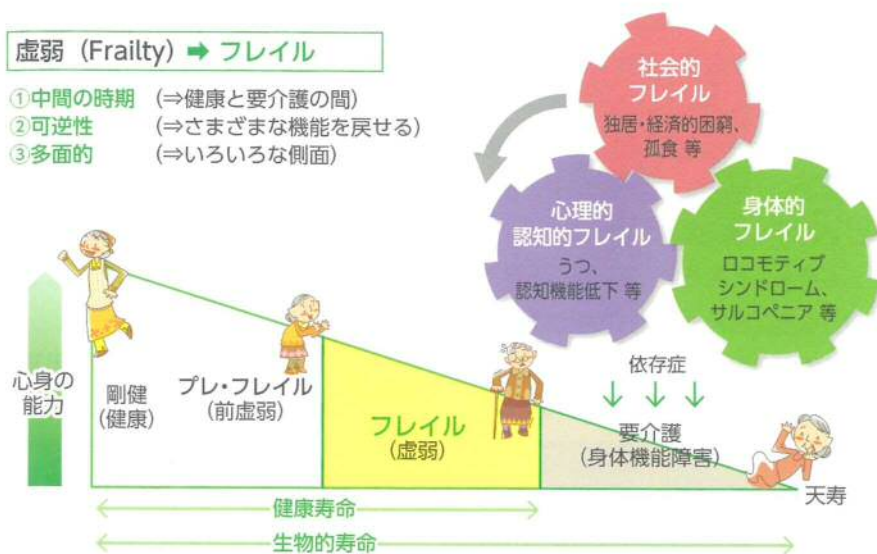 虚弱（Frailty）➡ フレイル
①中間の時期 （⇒健康と要介護の間）
②可逆性 （⇒さまざまな機能を戻せる）
③多面的 （⇒いろいろな側面）
社会的
フレイル
独居・経済的困窮、
孤食 等
心理的
認知的フレイル
うつ、
認知機能低下 等
身体的
フレイル
ロコモティブ
シンドローム、
サルコペニア 等
心身の
能力
剛健
（健康）
プレ・フレイル
（前虚弱）
フレイル
（虚弱）
依存症
↓ ↓ ↓
要介護
（身体機能障害）
天寿
健康寿命
生物的寿命